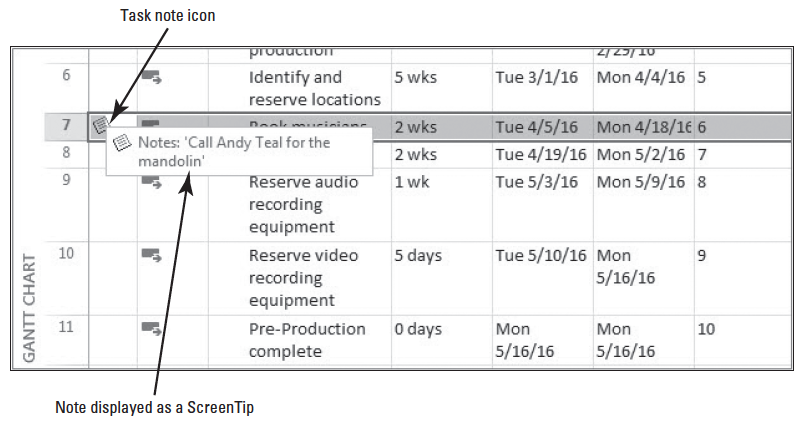 Task note icon
production 2/29/16
6 Identify and 5 wks Tue 3/1/16 Mon 4/4/16 5
reserve locations
7 Book musicians 2 wks Tue 4/5/16 Mon 4/18/16 6
Notes: 'Call Andy Teal for the
mandolin'
8 2 wks Tue 4/19/16 Mon 5/2/16 7
9 Reserve audio 1 wk Tue 5/3/16 Mon 5/9/16 8
recording
equipment
10 Reserve video 5 days Tue 5/10/16 Mon 9
recording 5/16/16
equipment
11 Pre-Production 0 days Mon Mon 10
complete 5/16/16 5/16/16
GANTT CHART
Note displayed as a ScreenTip